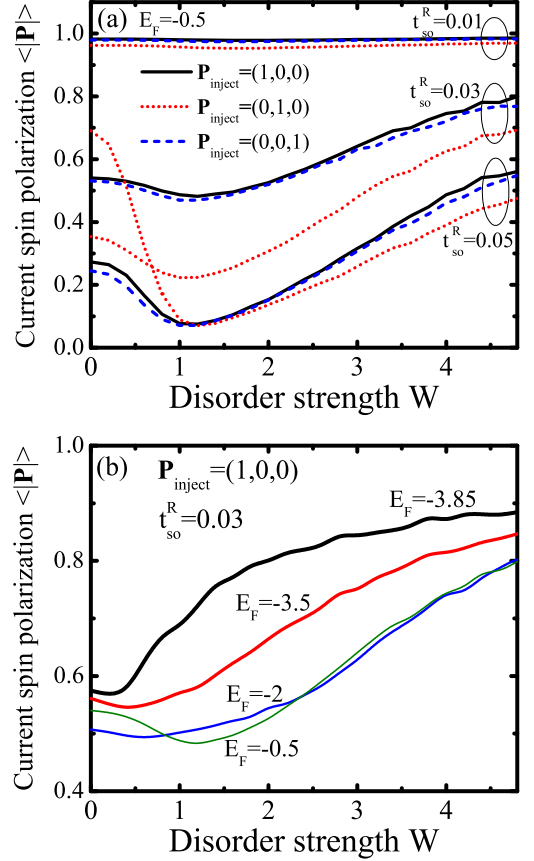 (a) E_F=-0.5
t_so^R=0.01
P_inject=(1,0,0)
P_inject=(0,1,0)
P_inject=(0,0,1)
t_so^R=0.03
t_so^R=0.05
1.0
0.8
0.6
0.4
0.2
0.0
0 1 2 3 4
Current spin polarization <|P|>
Disorder strength W
(b) P_inject=(1,0,0)
t_so^R=0.03
E_F=-3.85
E_F=-3.5
E_F=-2
E_F=-0.5
1.0
0.8
0.6
0.4
0 1 2 3 4
Current spin polarization <|P|>
Disorder strength W